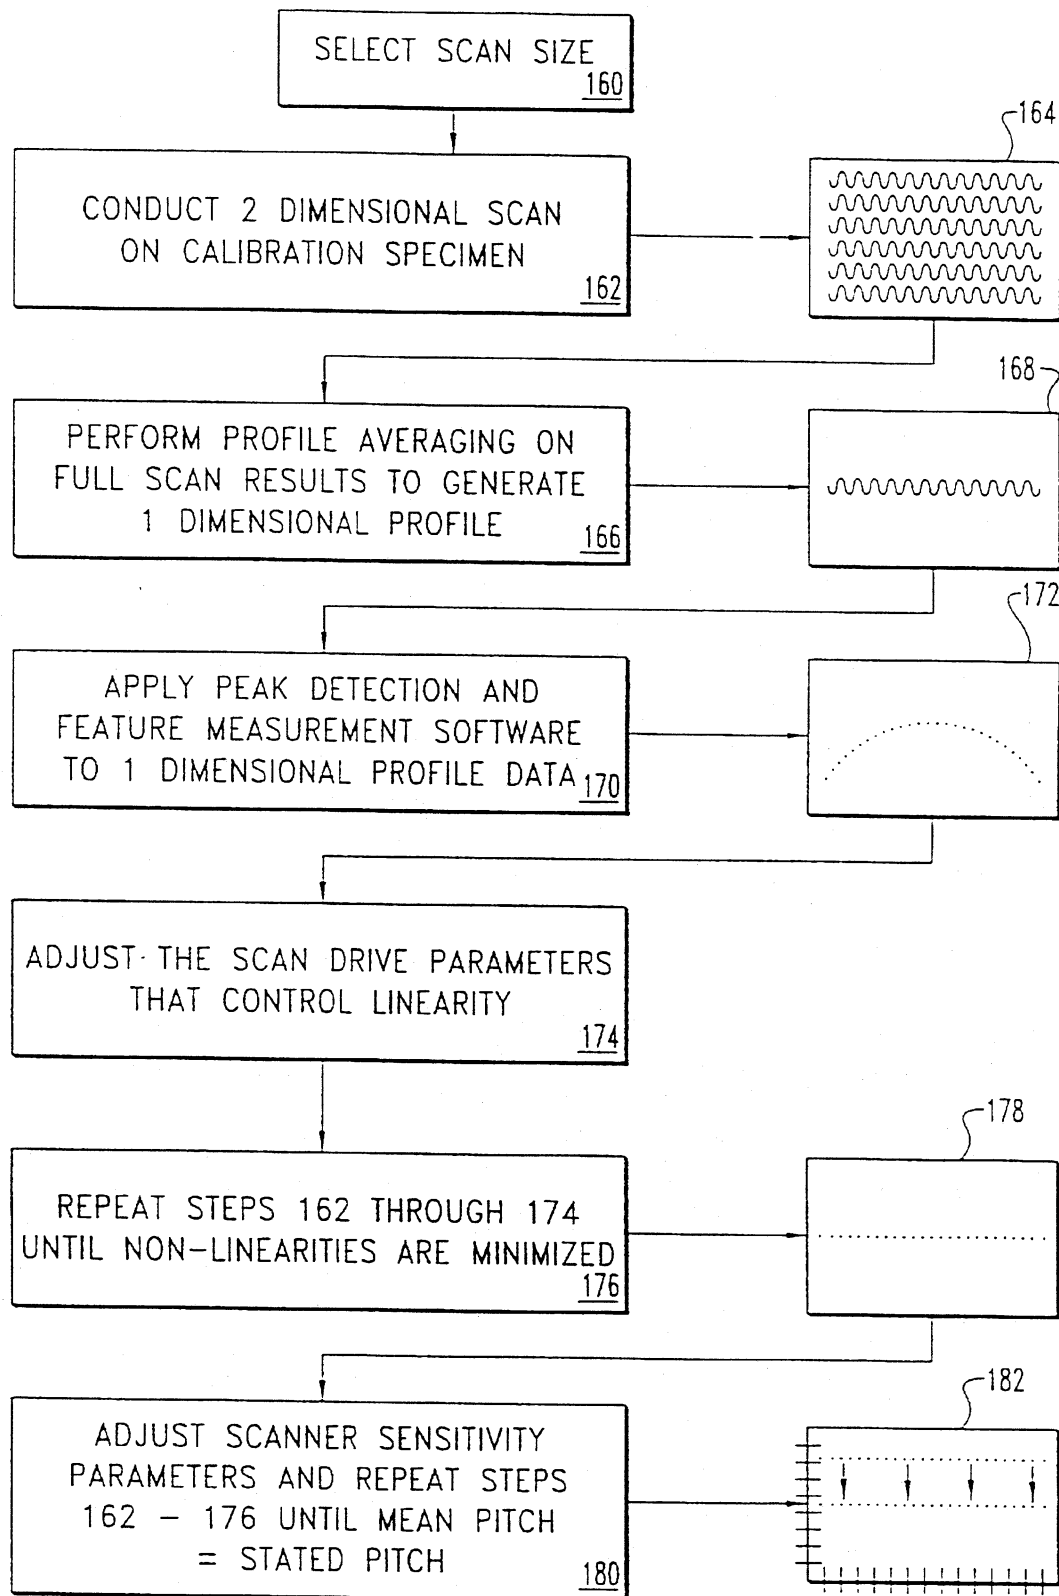 SELECT SCAN SIZE
160
164
CONDUCT 2 DIMENSIONAL SCAN
ON CALIBRATION SPECIMEN
162
168
PERFORM PROFILE AVERAGING ON
FULL SCAN RESULTS TO GENERATE
1 DIMENSIONAL PROFILE
166
172
APPLY PEAK DETECTION AND
FEATURE MEASUREMENT SOFTWARE
TO 1 DIMENSIONAL PROFILE DATA
170
ADJUST THE SCAN DRIVE PARAMETERS
THAT CONTROL LINEARITY
174
178
REPEAT STEPS 162 THROUGH 174
UNTIL NON-LINEARITIES ARE MINIMIZED
176
182
ADJUST SCANNER SENSITIVITY
PARAMETERS AND REPEAT STEPS
162 - 176 UNTIL MEAN PITCH
= STATED PITCH
180